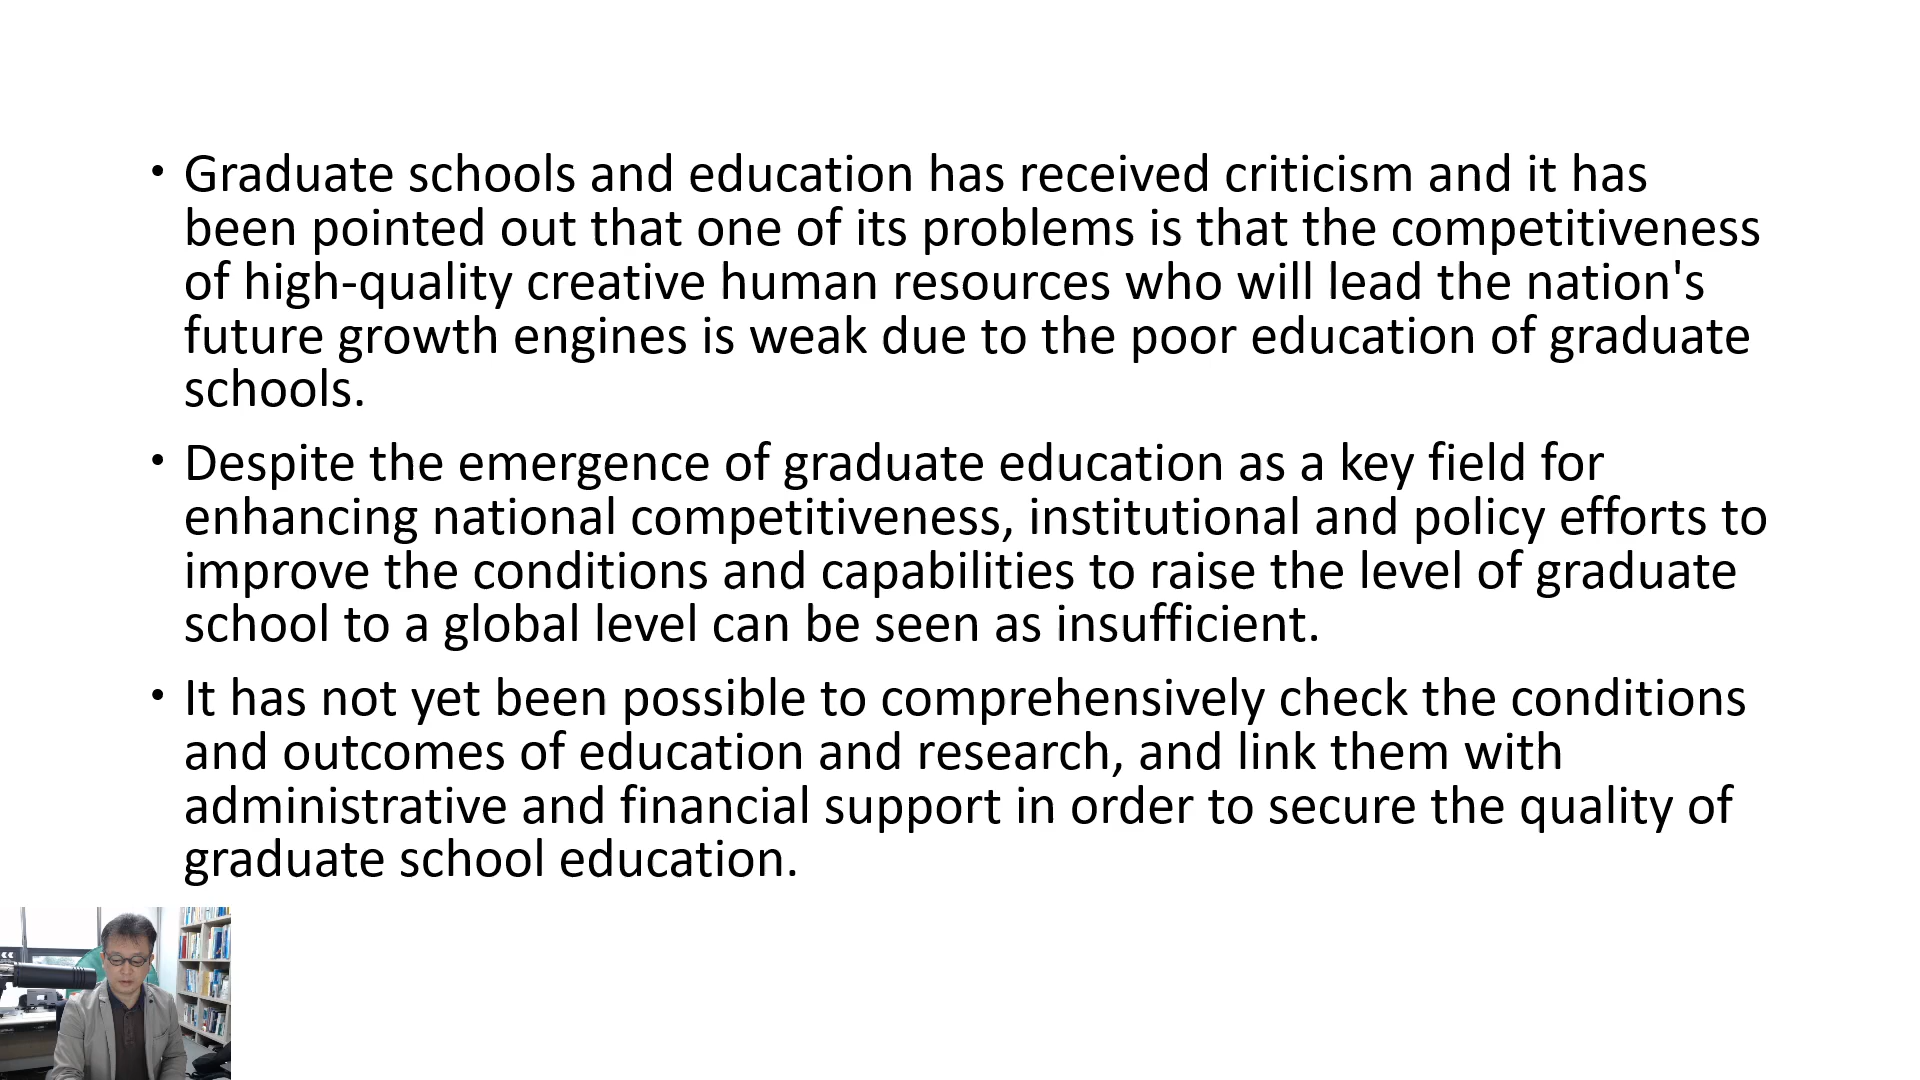 • Graduate schools and education has received criticism and it has
been pointed out that one of its problems is that the competitiveness
of high-quality creative human resources who will lead the nation's
future growth engines is weak due to the poor education of graduate
schools.
• Despite the emergence of graduate education as a key field for
enhancing national competitiveness, institutional and policy efforts to
improve the conditions and capabilities to raise the level of graduate
school to a global level can be seen as insufficient.
• It has not yet been possible to comprehensively check the conditions
and outcomes of education and research, and link them with
administrative and financial support in order to secure the quality of
graduate school education.